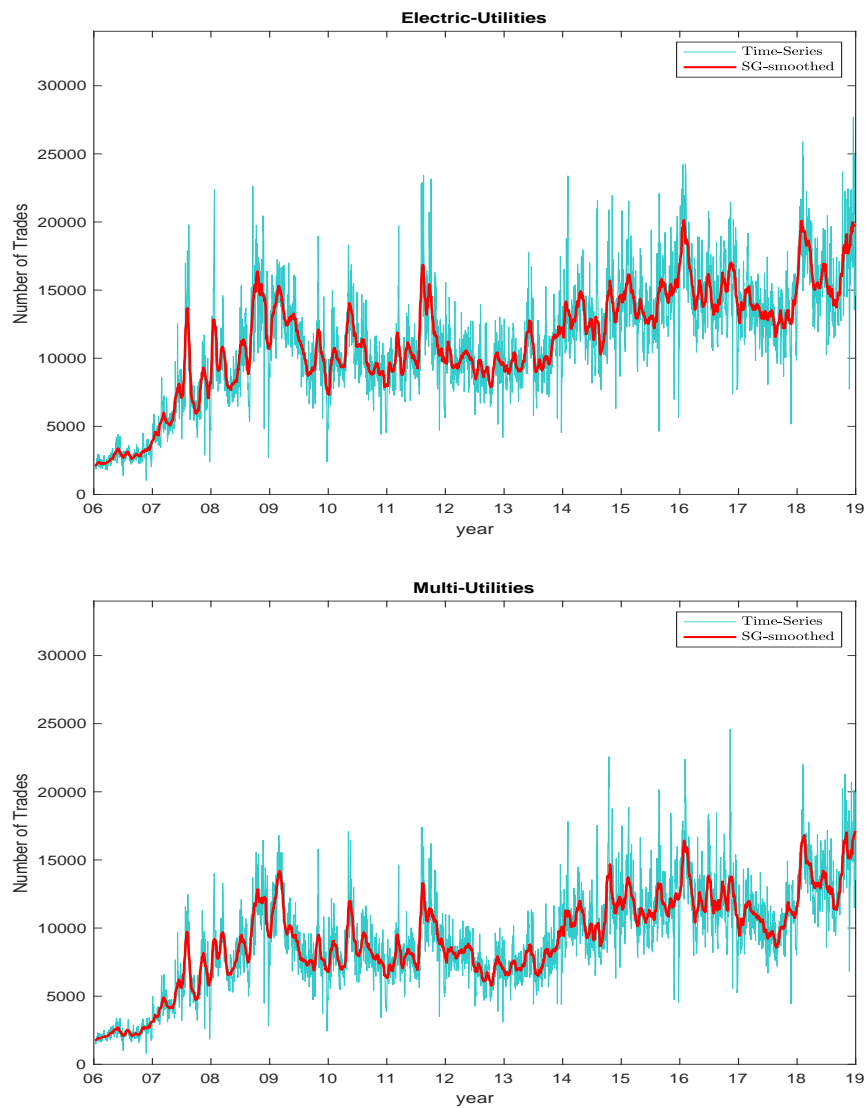 Electric-Utilities
Time-Series
SG-smoothed
Number of Trades
30000
25000
20000
15000
10000
5000
0
06 07 08 09 10 11 12 13 14 15 16 17 18 19
year
Multi-Utilities
Time-Series
SG-smoothed
Number of Trades
30000
25000
20000
15000
10000
5000
0
06 07 08 09 10 11 12 13 14 15 16 17 18 19
year